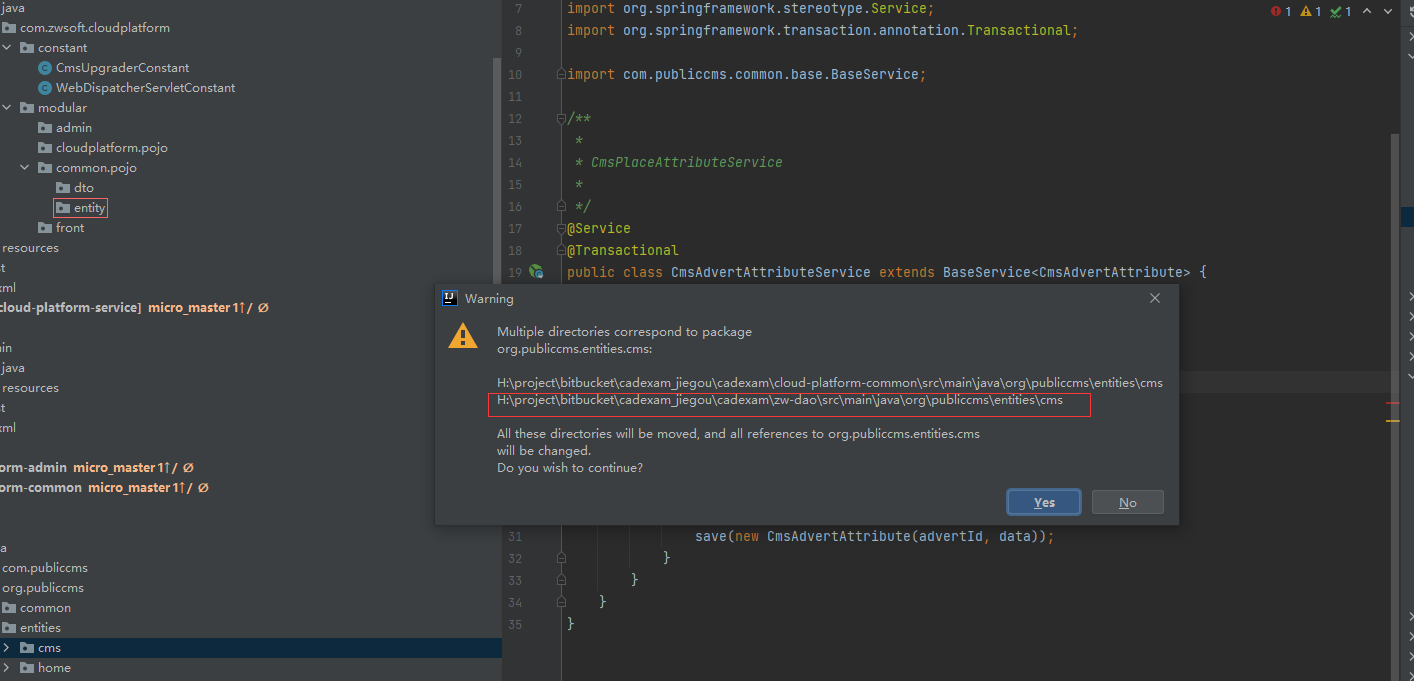 java
com.zwsoft.cloudplatform
constant
CmsUpgraderConstant
WebDispatcherServletConstant
modular
admin
cloudplatform.pojo
common.pojo
dto
entity
front
resources
cloud-platform-service] micro_master 1↑ / Ø
java
resources
form-admin micro_master 1↑ / Ø
form-common micro_master 1↑ / Ø
com.publiccms
org.publiccms
common
entities
cms
home
7 import org.springframework.stereotype.Service;
8 import org.springframework.transaction.annotation.Transactional;
9
10 import com.publiccms.common.base.BaseService;
11
12 /**
13 *
14 * CmsPlaceAttributeService
15 *
16 */
17 @Service
18 @Transactional
19 public class CmsAdvertAttributeService extends BaseService<CmsAdvertAttribute> {
1 1 1
IJ Warning
Multiple directories correspond to package
org.publiccms.entities.cms:
H:\project\bitbucket\cadexam_jiegou\cadexam\cloud-platform-common\src\main\java\org\publiccms\entities\cms
H:\project\bitbucket\cadexam_jiegou\cadexam\zw-dao\src\main\java\org\publiccms\entities\cms
All these directories will be moved, and all references to org.publiccms.entities.cms
will be changed.
Do you wish to continue?
Yes No
31 save(new CmsAdvertAttribute(advertId, data));
32 }
33 }
34 }
35 }